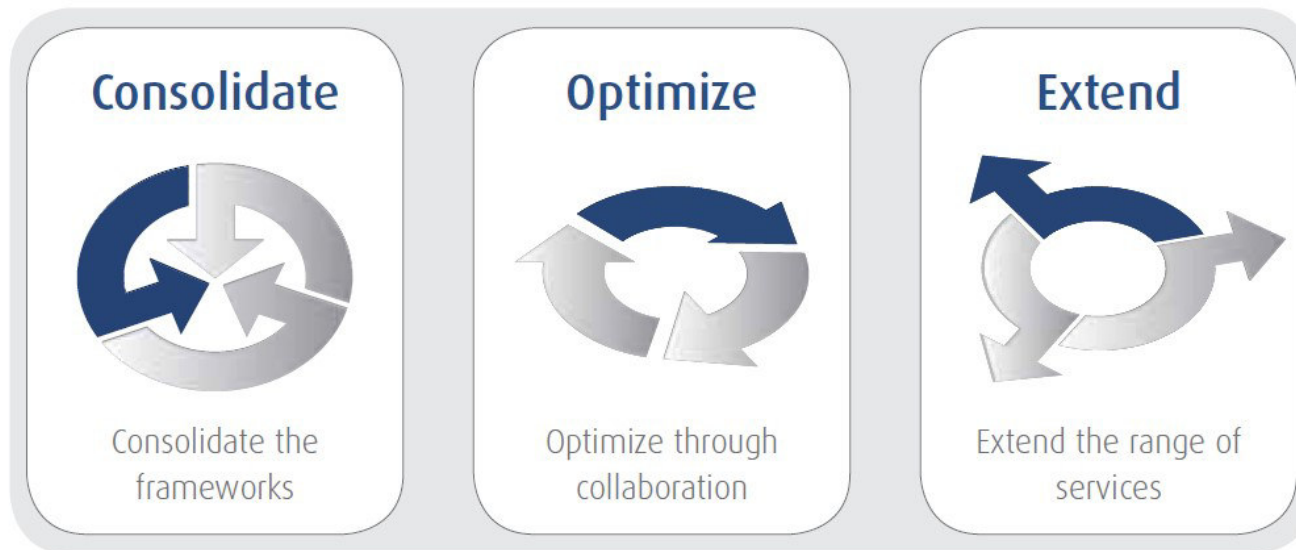 Consolidate
Consolidate the
frameworks
Optimize
Optimize through
collaboration
Extend
Extend the range of
services